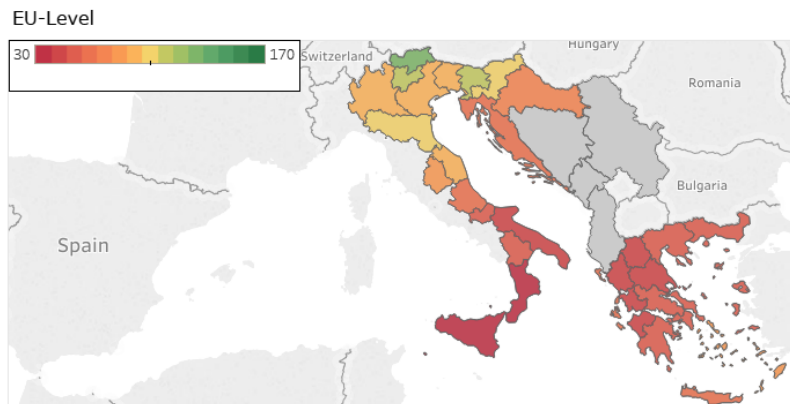 EU-Level
30
170
Switzerland
Hungary
Romania
Bulgaria
Spain